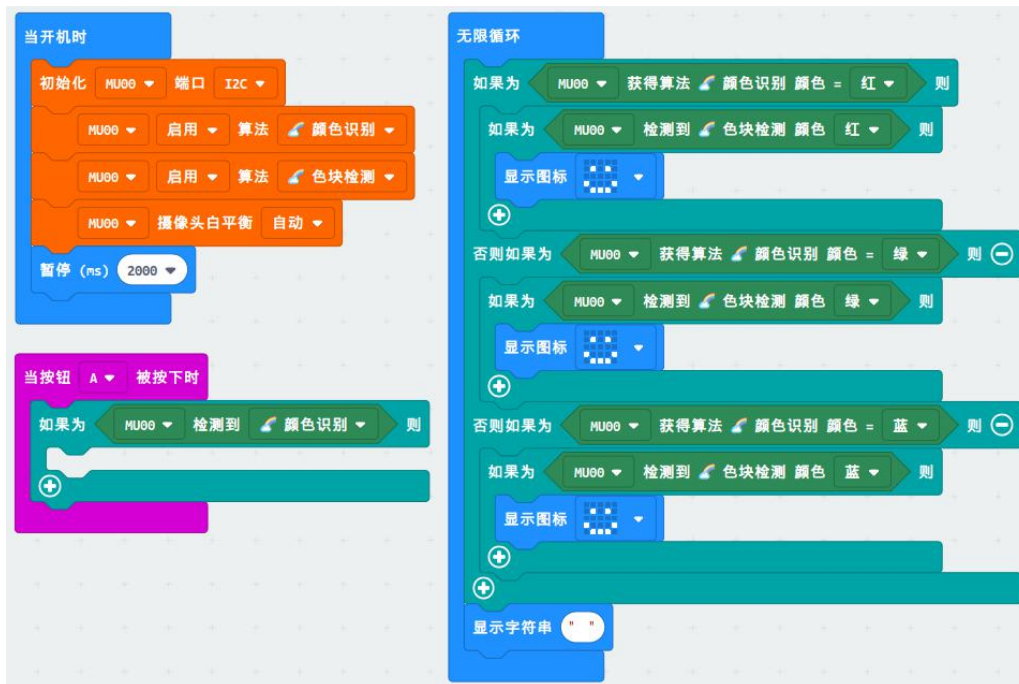 当开机时
初始化 MU00 端口 I2C
MU00 启用 算法 颜色识别
MU00 启用 算法 色块检测
MU00 摄像头白平衡 自动
暂停 (ms) 2000
当按钮 A 被按下时
如果为 MU00 检测到 颜色识别 则
无限循环
如果为 MU00 获得算法 颜色识别 颜色 = 红 则
如果为 MU00 检测到 色块检测 颜色 红 则
显示图标
否则如果为 MU00 获得算法 颜色识别 颜色 = 绿 则
如果为 MU00 检测到 色块检测 颜色 绿 则
显示图标
否则如果为 MU00 获得算法 颜色识别 颜色 = 蓝 则
如果为 MU00 检测到 色块检测 颜色 蓝 则
显示图标
显示字符串 " "